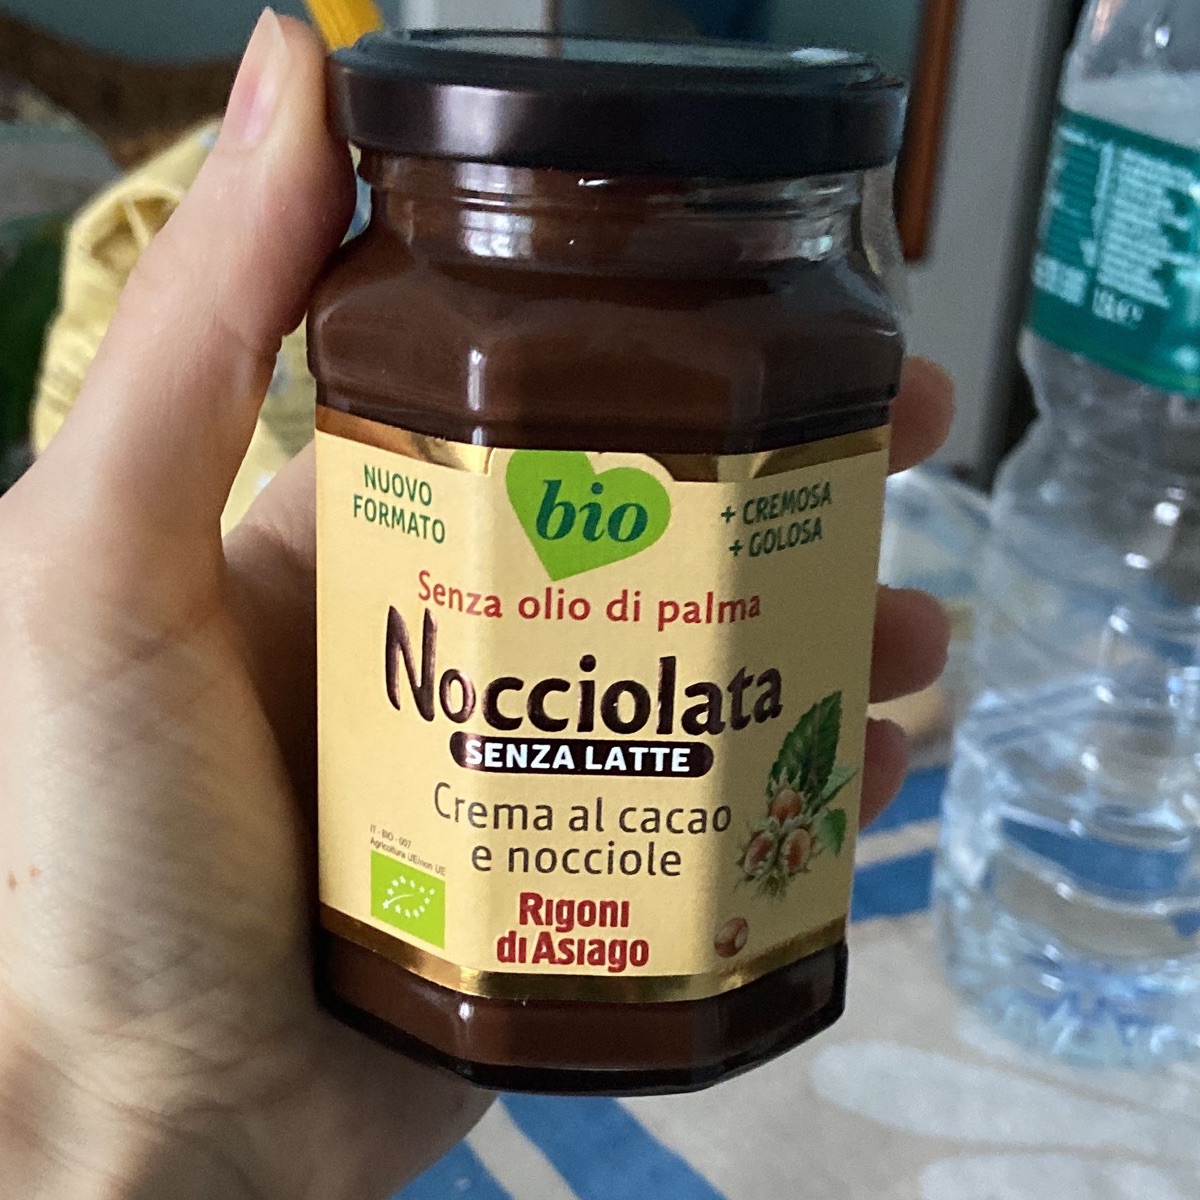 NUOVO
FORMATO
bio
+ CREMOSA
+ GOLOSA
Senza olio di palma
Nocciolata
SENZA LATTE
Crema al cacao
e nocciole
IT - BIO - 007
Agricoltura UE/non UE
Rigoni
di Asiago